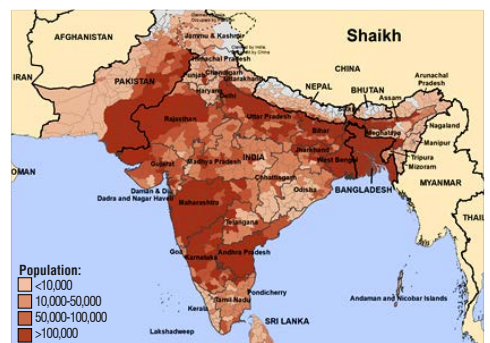 AFGHANISTAN
Jammu & Kashmir
Shaikh
Himachal Pradesh
CHINA
IRAN
PAKISTAN
Punjab
Chandigarh
Uttarakhand
Haryana
Delhi
NEPAL
BHUTAN
Arunachal
Pradesh
Assam
Rajasthan
Uttar Pradesh
Bihar
Meghalaya
Nagaland
Manipur
Tripura
Mizoram
Gujarat
Madhya Pradesh
INDIA
Jharkhand
West Bengal
BANGLADESH
MYANMAR
OMAN
Daman & Diu
Dadra and Nagar Haveli
Chhattisgarh
Odisha
Maharashtra
Telangana
THAI
Goa
Karnataka
Andhra Pradesh
Pondicherry
Tamil Nadu
Kerala
Andaman and Nicobar Islands
Lakshadweep
SRI LANKA
Population:
<10,000
10,000-50,000
50,000-100,000
>100,000